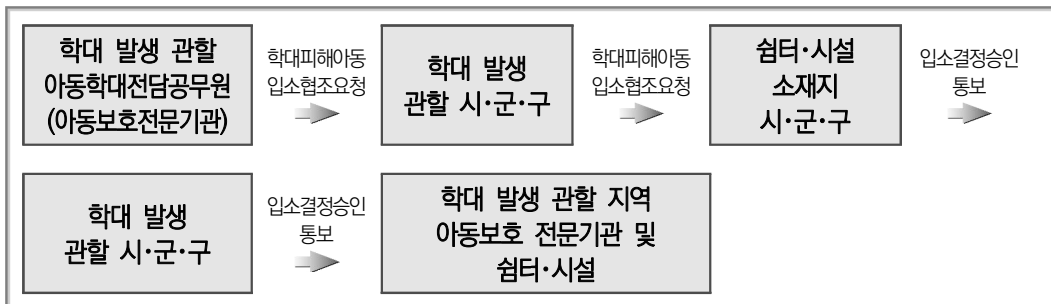 학대 발생 관할
아동학대전담공무원
(아동보호전문기관)
학대피해아동
입소협조요청
학대 발생
관할 시·군·구
학대피해아동
입소협조요청
쉼터·시설
소재지
시·군·구
입소결정승인
통보
학대 발생
관할 시·군·구
입소결정승인
통보
학대 발생 관할 지역
아동보호 전문기관 및
쉼터·시설